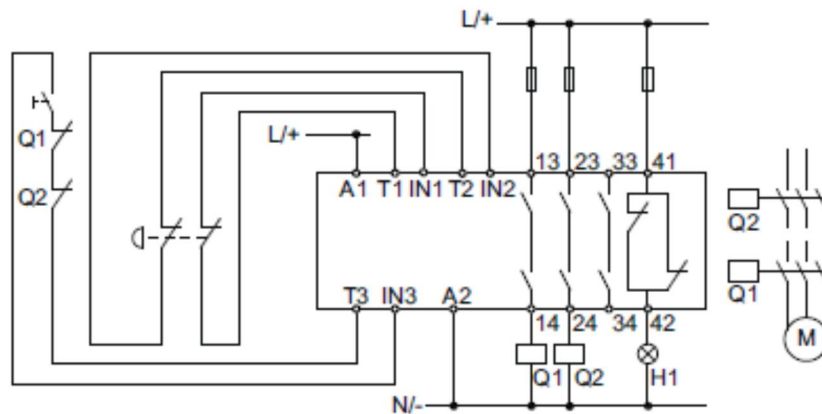 L/+
L/+
13 23 33 41
A1 T1 IN1 T2 IN2
Q1
Q2
Q2
Q1
T3 IN3 A2
14 24 34 42
Q1 Q2 H1
M
N/-